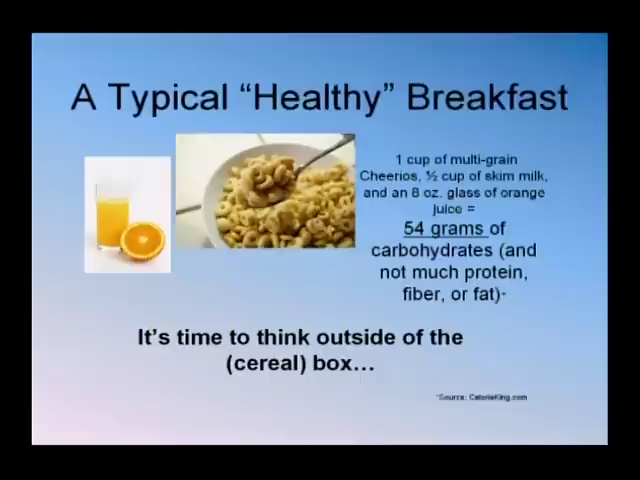 A Typical “Healthy” Breakfast
1 cup of multi-grain
Cheerios, ½ cup of skim milk,
and an 8 oz. glass of orange
juice =
54 grams of
carbohydrates (and
not much protein,
fiber, or fat)*
It’s time to think outside of the
(cereal) box…
*Source: CalorieKing.com